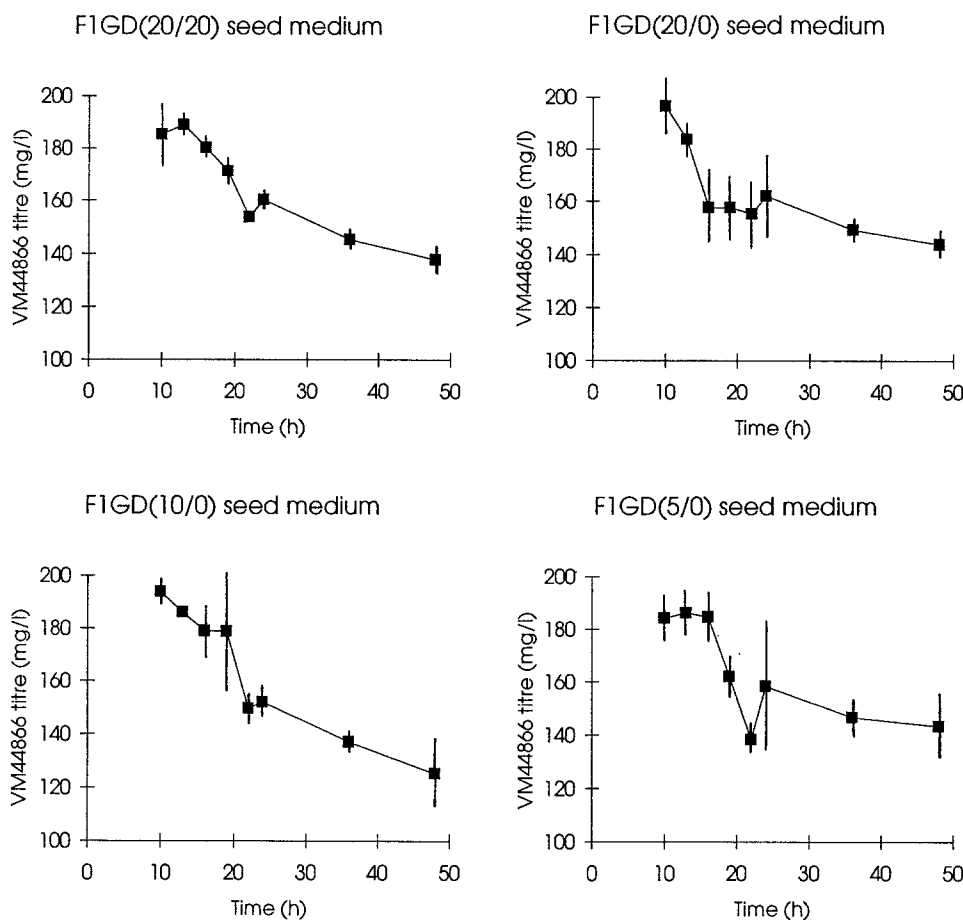 F1GD(20/20) seed medium
VM44866 titre (mg/l)
200
180
160
140
120
100
0 10 20 30 40 50
Time (h)
F1GD(20/0) seed medium
VM44866 titre (mg/l)
200
180
160
140
120
100
0 10 20 30 40 50
Time (h)
F1GD(10/0) seed medium
VM44866 titre (mg/l)
200
180
160
140
120
100
0 10 20 30 40 50
Time (h)
F1GD(5/0) seed medium
VM44866 titre (mg/l)
200
180
160
140
120
100
0 10 20 30 40 50
Time (h)